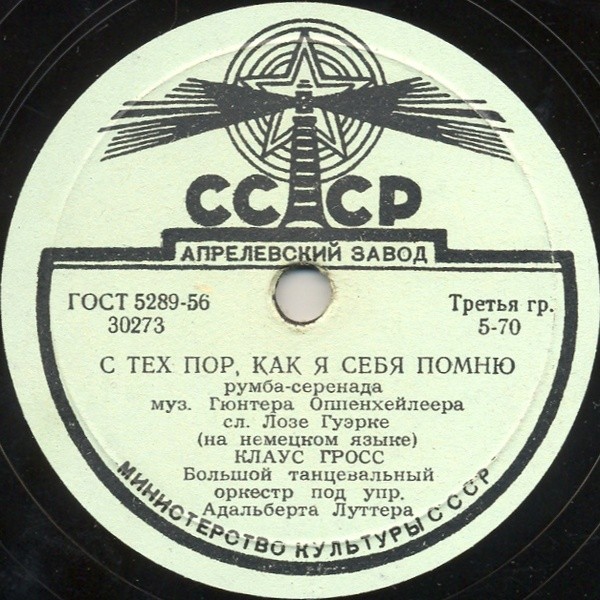 СССР
АПРЕЛЕВСКИЙ ЗАВОД
ГОСТ 5289-56
30273
Третья гр.
5-70
С ТЕХ ПОР, КАК Я СЕБЯ ПОМНЮ
румба-серенада
муз. Гюнтера Оппенхейлеера
сл. Лозе Гуэрке
(на немецком языке)
КЛАУС ГРОСС
Большой танцевальный
оркестр под упр.
Адальберта Луттера
МИНИСТЕРСТВО КУЛЬТУРЫ СССР